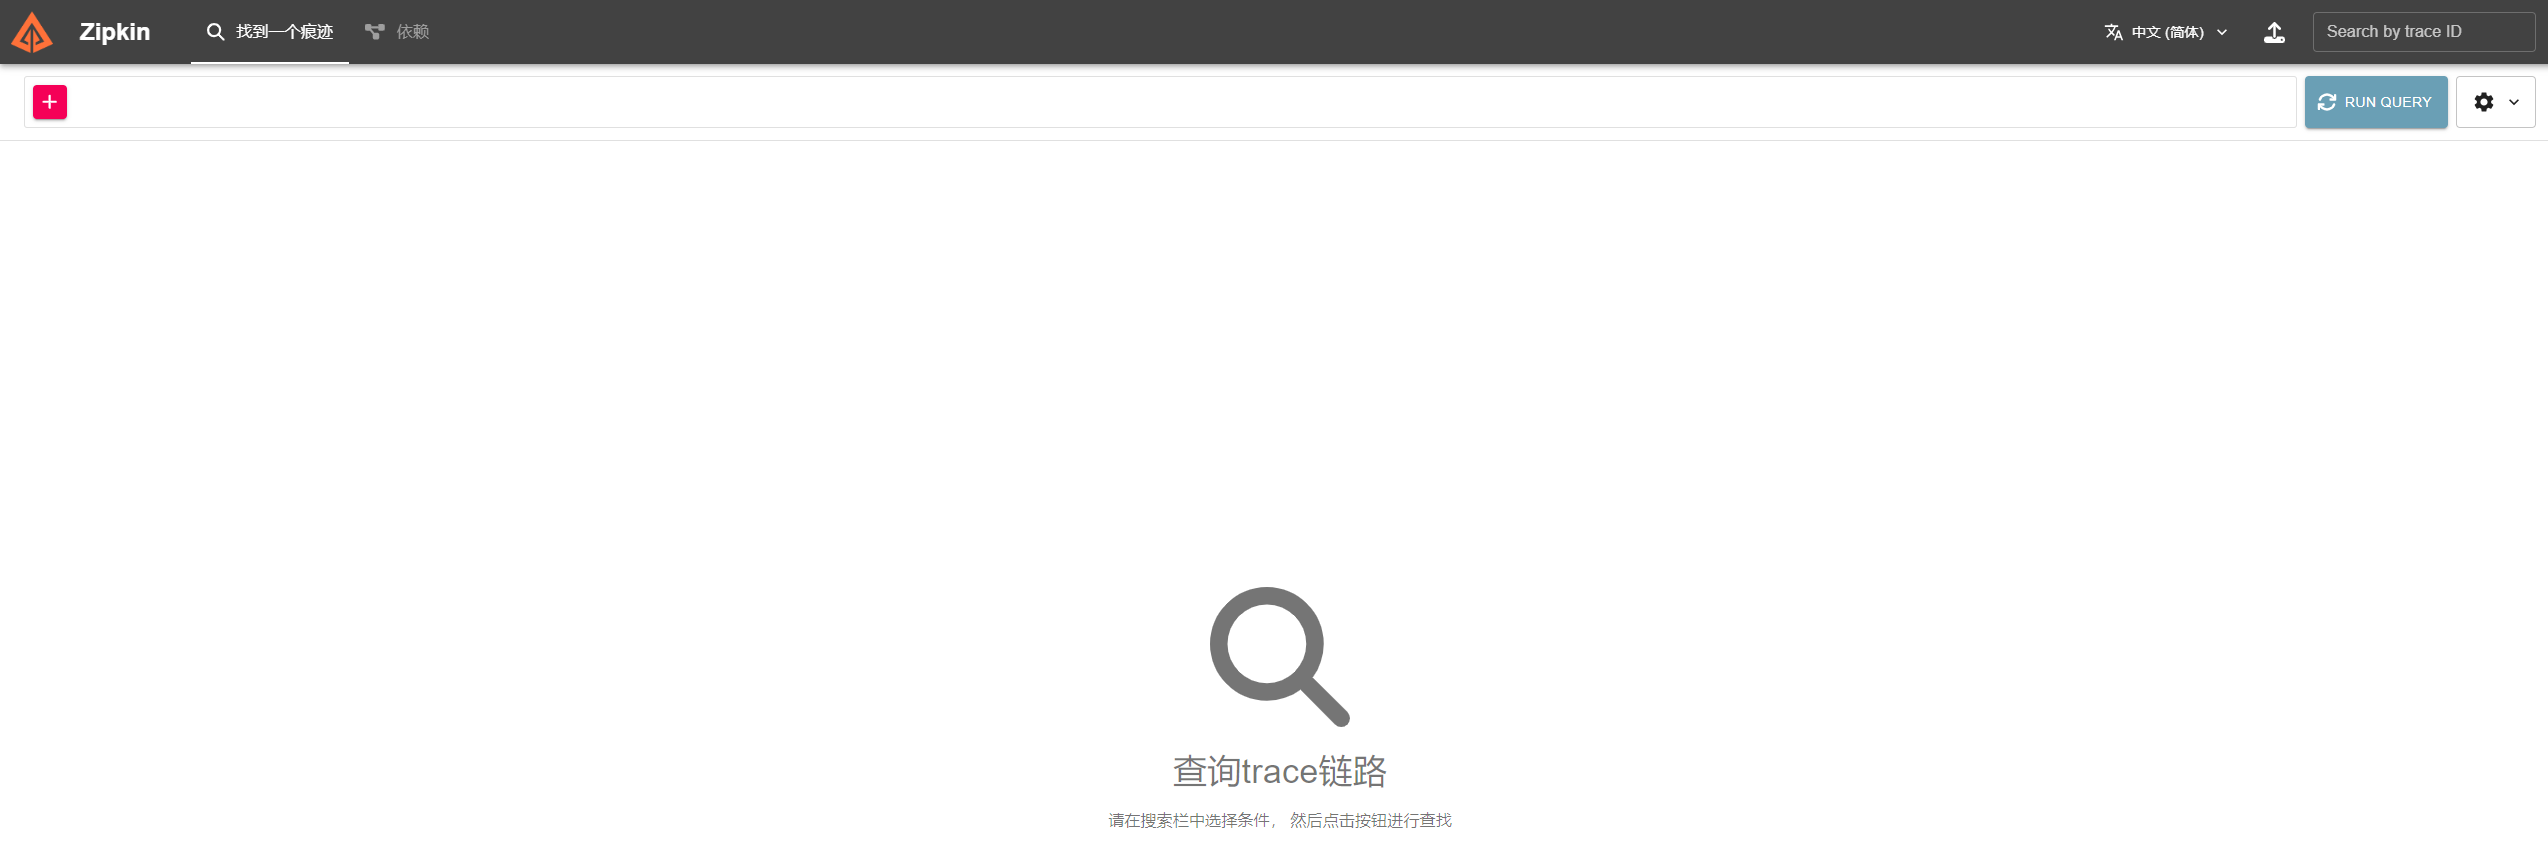 Zipkin 找到一个痕迹 依赖 中文 (简体) Search by trace ID
RUN QUERY
查询trace链路
请在搜索栏中选择条件， 然后点击按钮进行查找